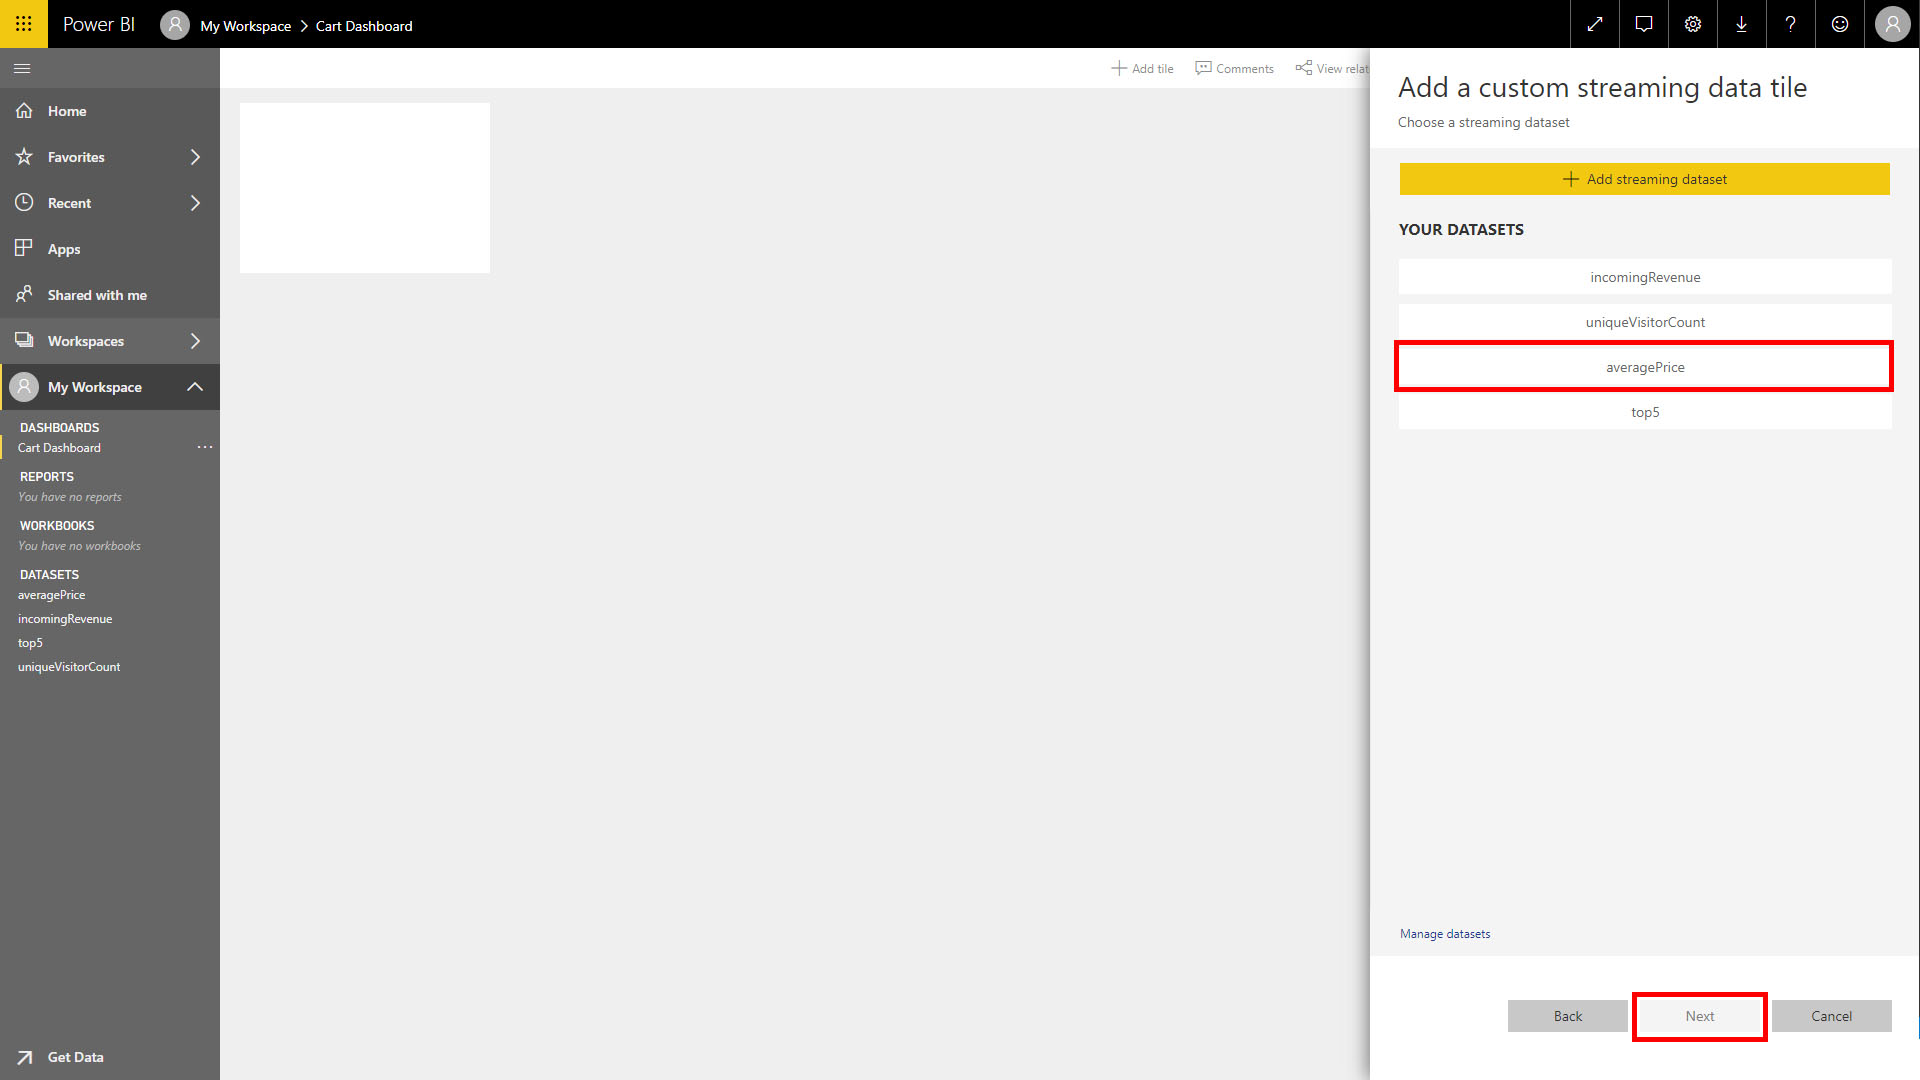 Power BI
My Workspace > Cart Dashboard
?
Home
Favorites
Recent
Apps
Shared with me
Workspaces
My Workspace
DASHBOARDS
Cart Dashboard ...
REPORTS
You have no reports
WORKBOOKS
You have no workbooks
DATASETS
averagePrice
incomingRevenue
top5
uniqueVisitorCount
Get Data
Add tile Comments View relat
Add a custom streaming data tile
Choose a streaming dataset
+ Add streaming dataset
YOUR DATASETS
incomingRevenue
uniqueVisitorCount
averagePrice
top5
Manage datasets
Back Next Cancel